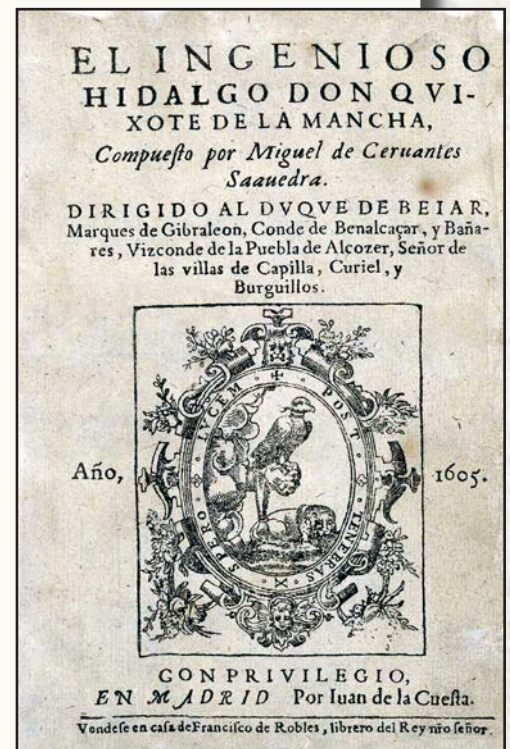 EL INGENIOSO
HIDALGO DON QVI-
XOTE DE LA MANCHA,
Compueſto por Miguel de Ceruantes
Saauedra.
DIRIGIDO AL DVQVE DE BEIAR,
Marques de Gibraleon, Conde de Benalcaçar, y Baña-
res, Vizconde de la Puebla de Alcozer, Señor de
las villas de Capilla, Curiel, y
Burguillos.
SPERO LVCEM POST TENEBRAS
Año, 1605.
CON PRIVILEGIO,
EN MADRID Por Iuan de la Cueſta.
Vendeſe en caſa de Franciſco de Robles, librero del Rey nr̃o ſeñor.